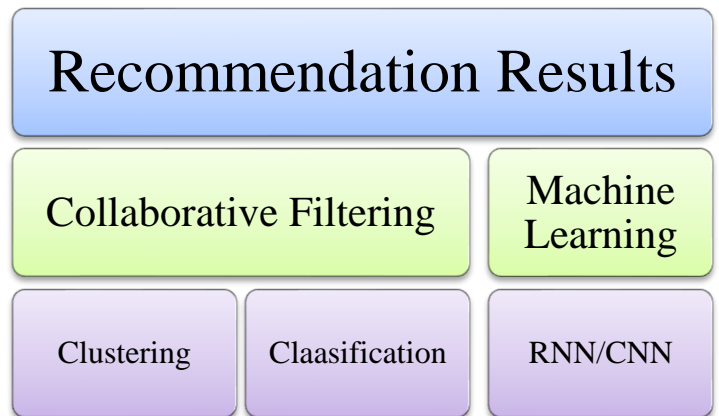 Recommendation Results
Collaborative Filtering
Machine
Learning
Clustering
Claasification
RNN/CNN